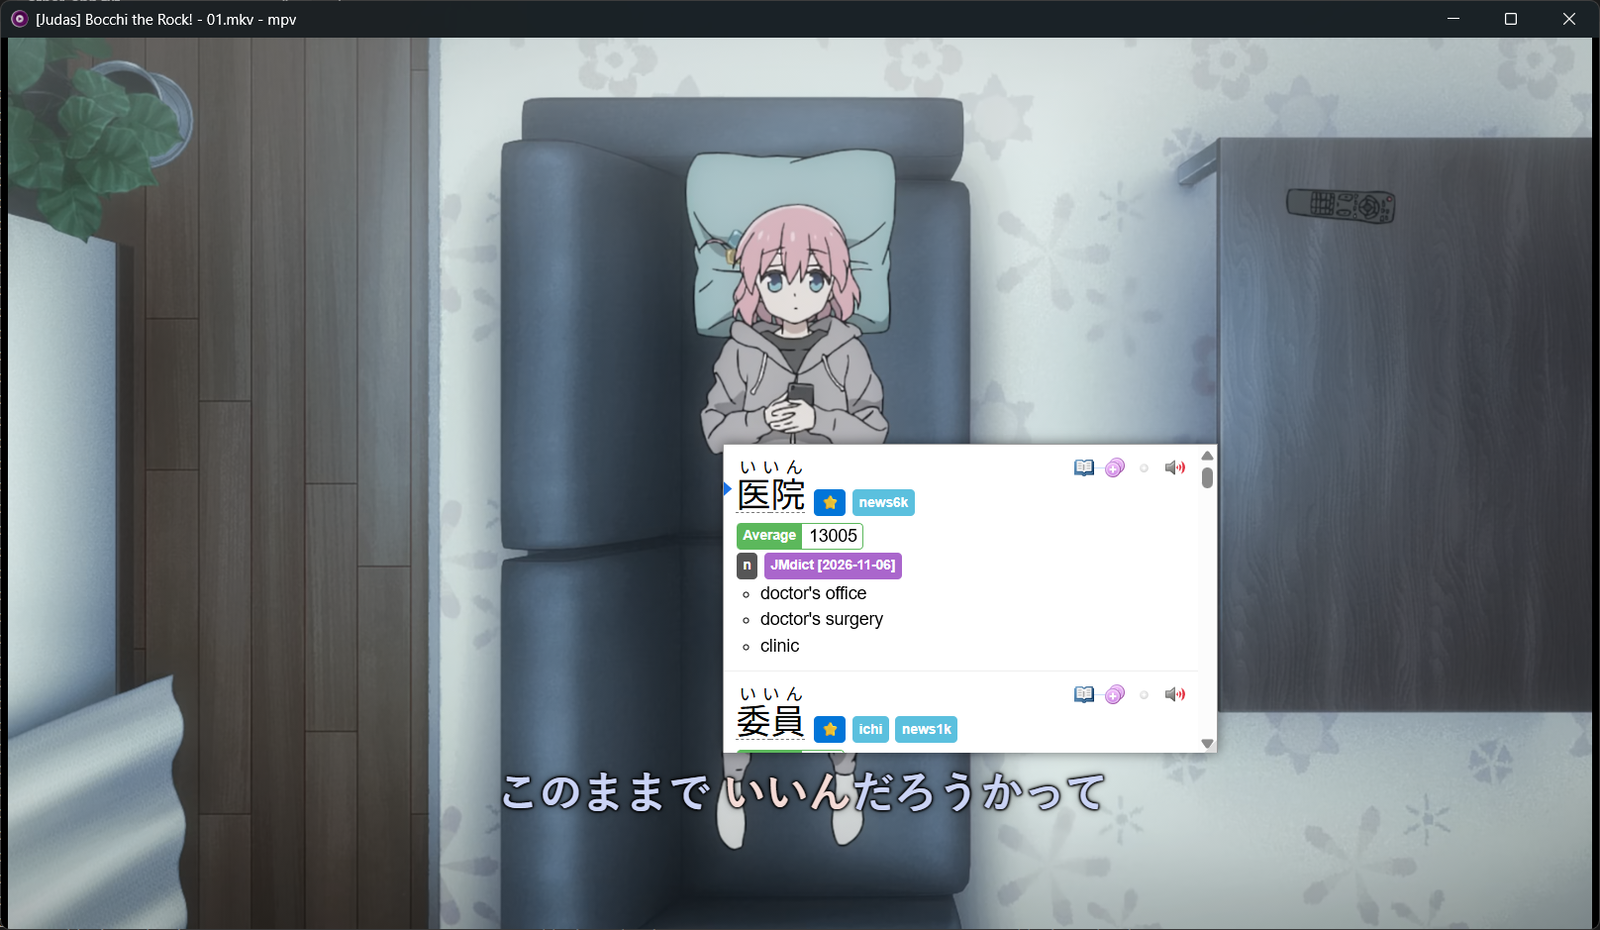 [Judas] Bocchi the Rock! - 01.mkv - mpv
いいん
医院 news6k
Average 13005
n JMdict [2026-11-06]
doctor's office
doctor's surgery
clinic
いいん
委員 ichi news1k
このままで いいんだろうかって